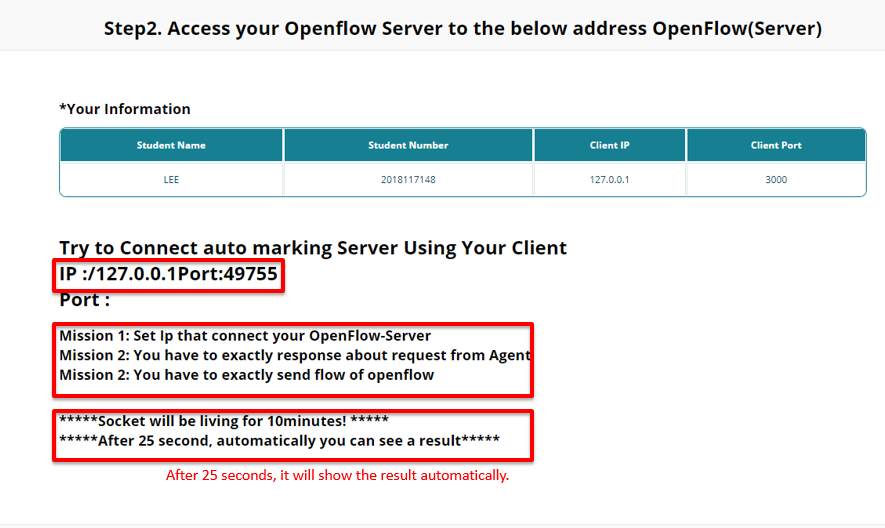 Step2. Access your Openflow Server to the below address OpenFlow(Server)
*Your Information
Student Name Student Number Client IP Client Port
LEE 2018117148 127.0.0.1 3000
Try to Connect auto marking Server Using Your Client
IP :/127.0.0.1Port:49755
Port :
Mission 1: Set Ip that connect your OpenFlow-Server
Mission 2: You have to exactly response about request from Agent
Mission 2: You have to exactly send flow of openflow
*****Socket will be living for 10minutes! *****
*****After 25 second, automatically you can see a result*****
After 25 seconds, it will show the result automatically.